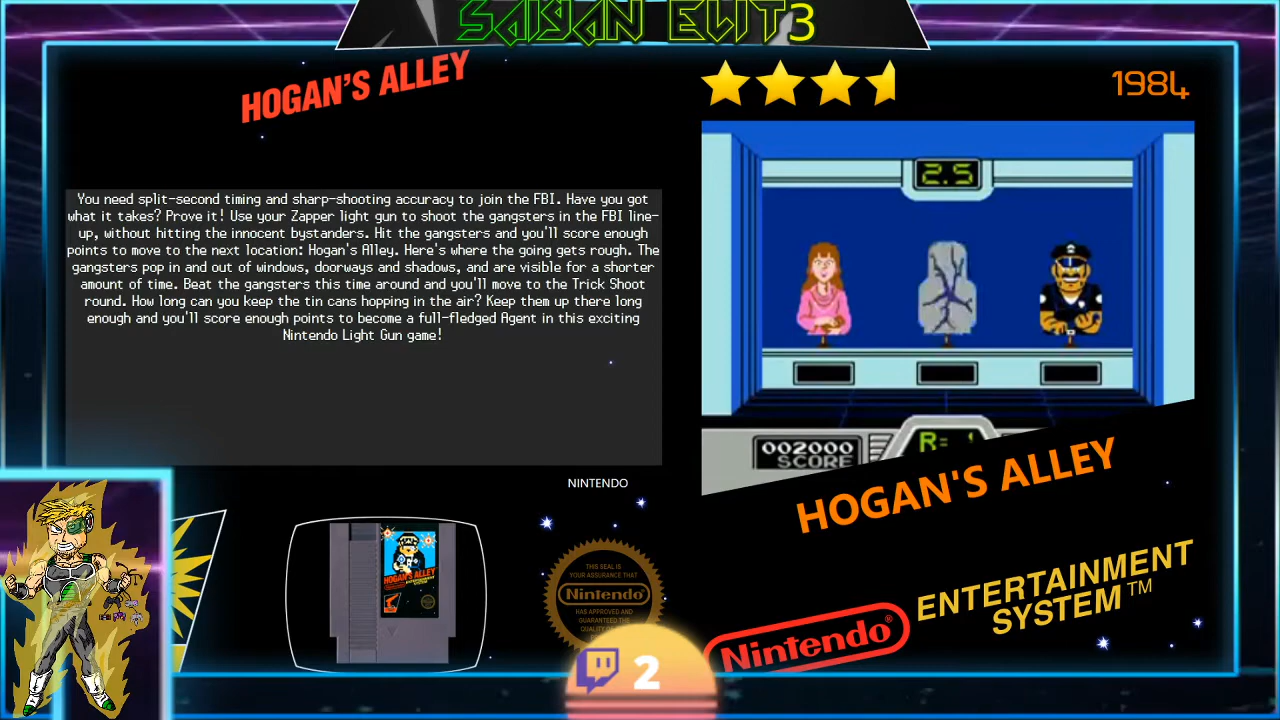 SAIYAN ELIT3
HOGAN'S ALLEY
1984
2.5
You need split-second timing and sharp-shooting accuracy to join the FBI. Have you got
what it takes? Prove it! Use your Zapper light gun to shoot the gangsters in the FBI line-
up, without hitting the innocent bystanders. Hit the gangsters and you'll score enough
points to move to the next location: Hogan's Alley. Here's where the going gets rough. The
gangsters pop in and out of windows, doorways and shadows, and are visible for a shorter
amount of time. Beat the gangsters this time around and you'll move to the Trick Shoot
round. How long can you keep the tin cans hopping in the air? Keep them up there long
enough and you'll score enough points to become a full-fledged Agent in this exciting
Nintendo Light Gun game!
002000
SCORE
R= 1
HOGAN'S ALLEY
NINTENDO
HOGAN'S ALLEY
THIS SEAL IS
YOUR ASSURANCE THAT
Nintendo
HAS APPROVED AND
GUARANTEED THE
Nintendo®
ENTERTAINMENT
SYSTEM™
2